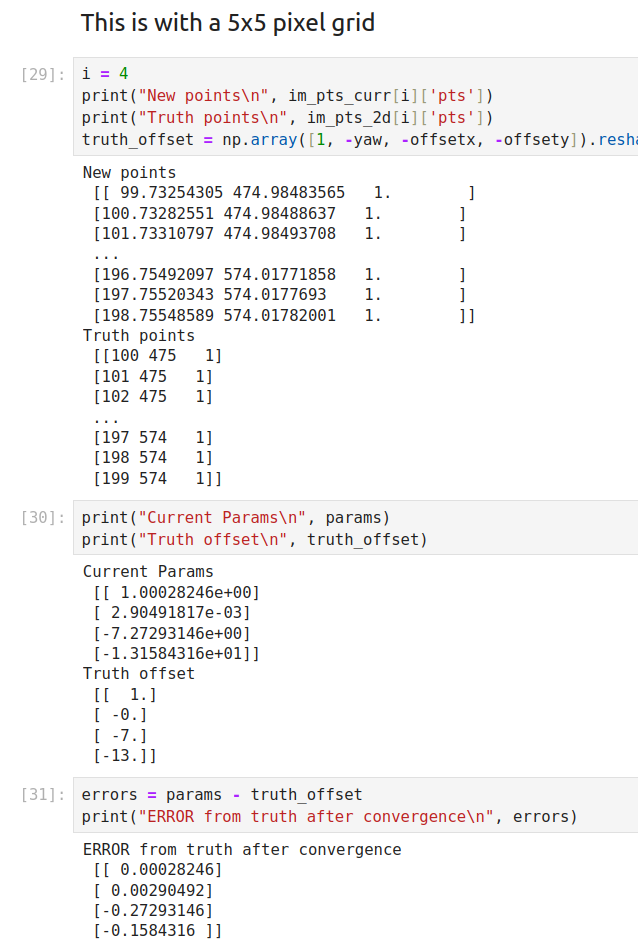 This is with a 5x5 pixel grid
[29]: i = 4
print("New points\n", im_pts_curr[i]['pts'])
print("Truth points\n", im_pts_2d[i]['pts'])
truth_offset = np.array([1, -yaw, -offsetx, -offsety]).resha
New points
[[ 99.73254305 474.98483565   1.        ]
[100.73282551 474.98488637   1.        ]
[101.73310797 474.98493708   1.        ]
...
[196.75492097 574.01771858   1.        ]
[197.75520343 574.0177693    1.        ]
[198.75548589 574.01782001   1.        ]]
Truth points
[[100 475   1]
[101 475   1]
[102 475   1]
...
[197 574   1]
[198 574   1]
[199 574   1]]
[30]: print("Current Params\n", params)
print("Truth offset\n", truth_offset)
Current Params
[[ 1.00028246e+00]
[ 2.90491817e-03]
[-7.27293146e+00]
[-1.31584316e+01]]
Truth offset
[[  1.]
[ -0.]
[ -7.]
[-13.]]
[31]: errors = params - truth_offset
print("ERROR from truth after convergence\n", errors)
ERROR from truth after convergence
[[ 0.00028246]
[ 0.00290492]
[-0.27293146]
[-0.1584316 ]]